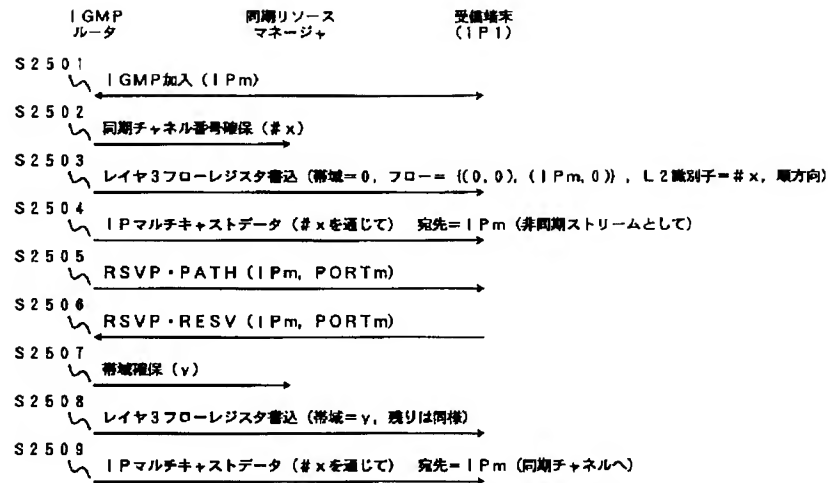 IGMP
ルータ
同期リソース
マネージャ
受信端末
(IP1)
S2501
IGMP加入(IPm)
S2502
同期チャネル番号確保(#x)
S2503
レイヤ3フローレジスタ書込(帯域=0, フロー={(0,0),(IPm,0)}, L2識別子=#x, 順方向)
S2504
IPマルチキャストデータ(#xを通じて) 宛先=IPm(非同期ストリームとして)
S2505
RSVP・PATH(IPm, PORTm)
S2506
RSVP・RESV(IPm, PORTm)
S2507
帯域確保(y)
S2508
レイヤ3フローレジスタ書込(帯域=y, 残りは同様)
S2509
IPマルチキャストデータ(#xを通じて) 宛先=IPm(同期チャネルへ)